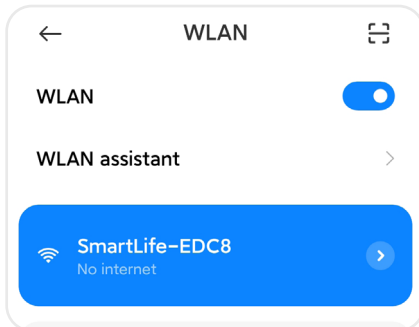 WLAN
WLAN
WLAN assistant
SmartLife-EDC8
No internet